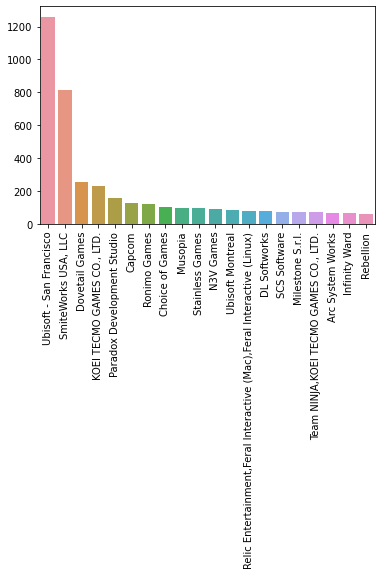 1200
1000
800
600
400
200
0
Ubisoft - San Francisco
SmiteWorks USA, LLC
Dovetail Games
KOEI TECMO GAMES CO., LTD.
Paradox Development Studio
Capcom
Ronimo Games
Choice of Games
Musopia
Stainless Games
N3V Games
Ubisoft Montreal
Relic Entertainment,Feral Interactive (Mac),Feral Interactive (Linux)
DL Softworks
SCS Software
Milestone S.r.l.
Team NINJA,KOEI TECMO GAMES CO., LTD.
Arc System Works
Infinity Ward
Rebellion